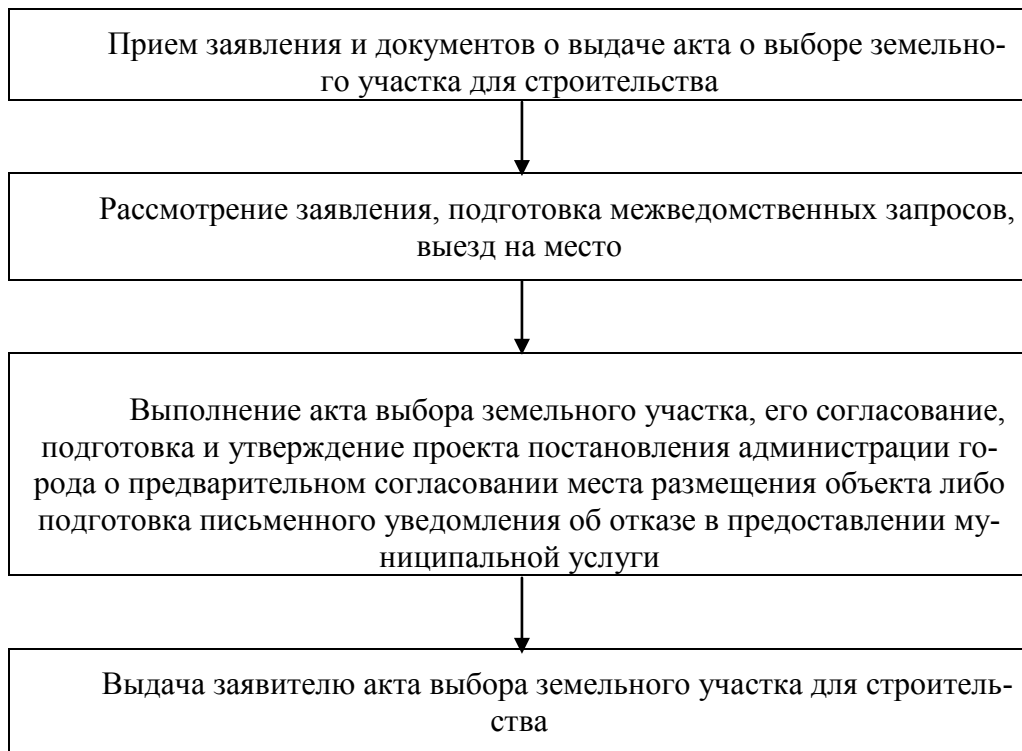 Прием заявления и документов о выдаче акта о выборе земельно-
го участка для строительства
Рассмотрение заявления, подготовка межведомственных запросов,
выезд на место
Выполнение акта выбора земельного участка, его согласование,
подготовка и утверждение проекта постановления администрации го-
рода о предварительном согласовании места размещения объекта либо
подготовка письменного уведомления об отказе в предоставлении му-
ниципальной услуги
Выдача заявителю акта выбора земельного участка для строитель-
ства